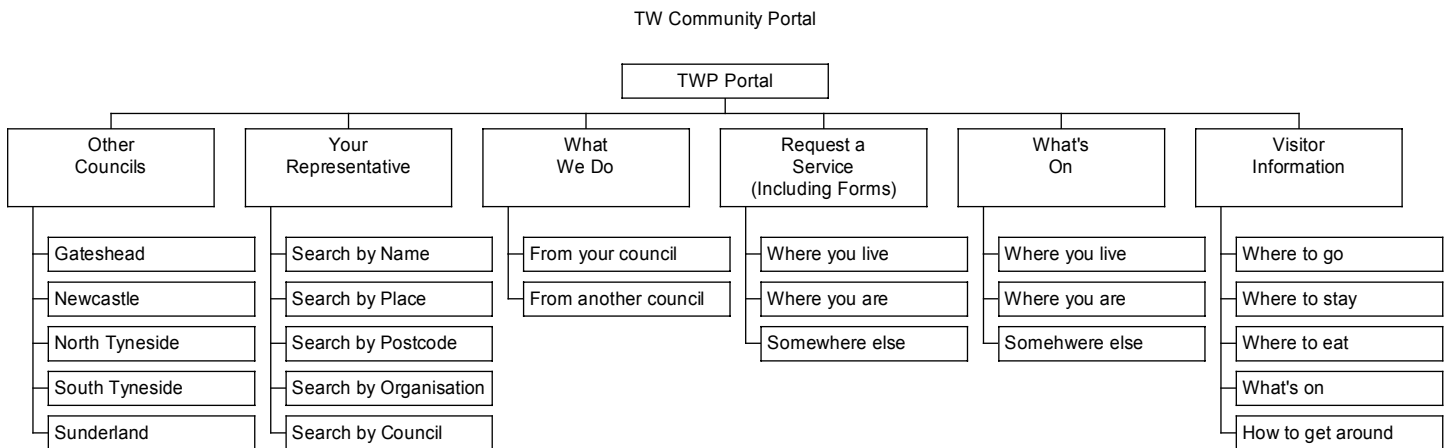 TW Community Portal
TWP Portal
Other
Councils
Gateshead
Newcastle
North Tyneside
South Tyneside
Sunderland
Your
Representative
Search by Name
Search by Place
Search by Postcode
Search by Organisation
Search by Council
What
We Do
From your council
From another council
Request a
Service
(Including Forms)
Where you live
Where you are
Somewhere else
What's
On
Where you live
Where you are
Somehwere else
Visitor
Information
Where to go
Where to stay
Where to eat
What's on
How to get around